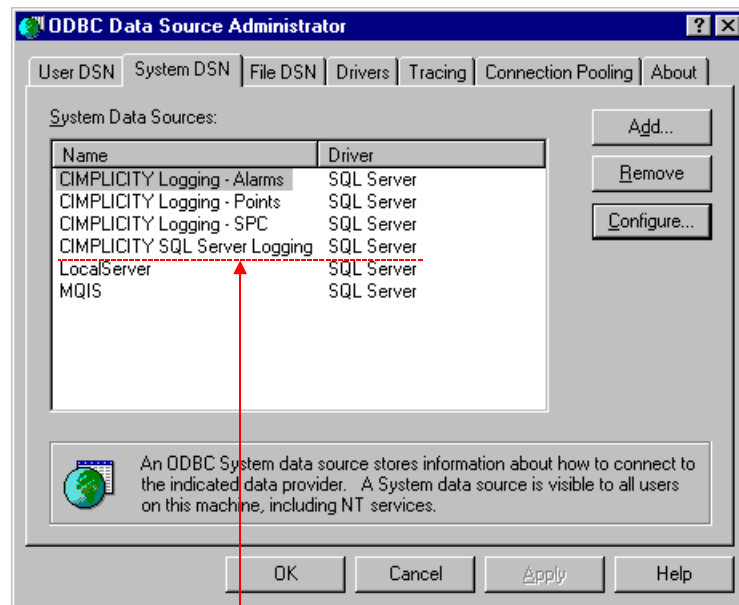 ODBC Data Source Administrator
User DSN System DSN File DSN Drivers Tracing Connection Pooling About
System Data Sources:
Add...
Name Driver
CIMPLICITY Logging - Alarms SQL Server
Remove
CIMPLICITY Logging - Points SQL Server
CIMPLICITY Logging - SPC SQL Server
Configure...
CIMPLICITY SQL Server Logging SQL Server
LocalServer SQL Server
MQIS SQL Server
An ODBC System data source stores information about how to connect to
the indicated data provider. A System data source is visible to all users
on this machine, including NT services.
OK Cancel Apply Help